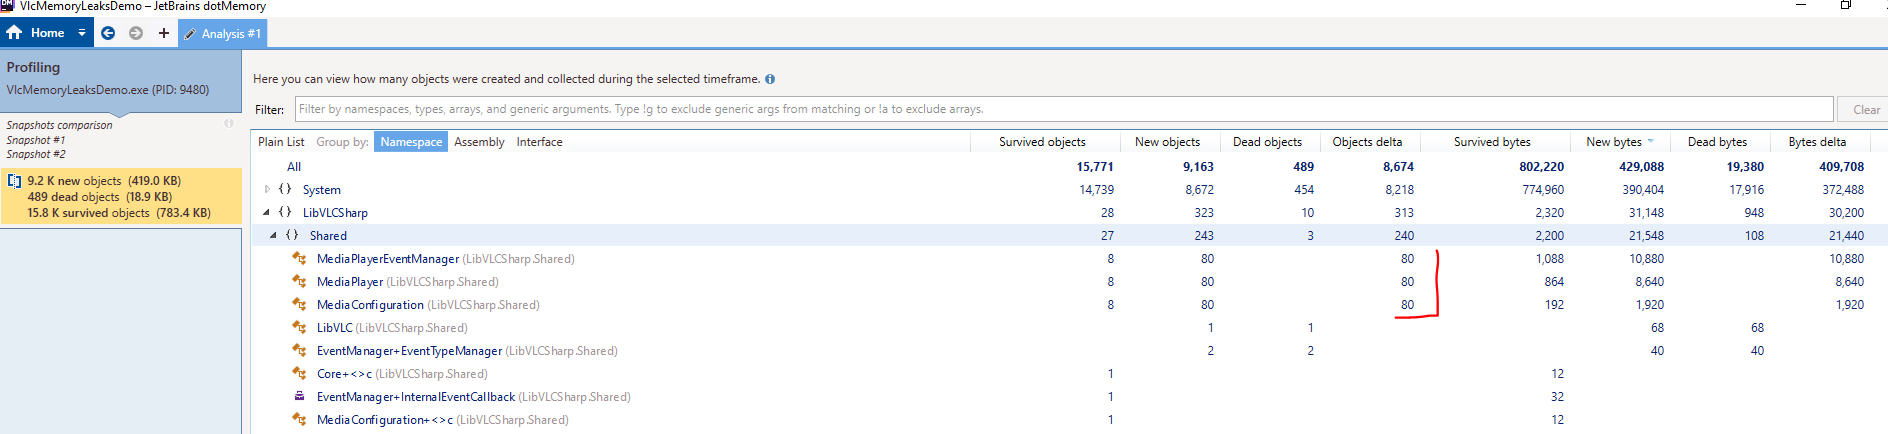 VlcMemoryLeaksDemo – JetBrains dotMemory
Home + Analysis #1
Profiling
VlcMemoryLeaksDemo.exe (PID: 9480)
Snapshots comparison
Snapshot #1
Snapshot #2
9.2 K new objects (419.0 KB)
489 dead objects (18.9 KB)
15.8 K survived objects (783.4 KB)
Here you can view how many objects were created and collected during the selected timeframe.
Filter: Filter by namespaces, types, arrays, and generic arguments. Type !g to exclude generic args from matching or !a to exclude arrays. Clear
Plain List Group by: Namespace Assembly Interface Survived objects New objects Dead objects Objects delta Survived bytes New bytes Dead bytes Bytes delta
All 15,771 9,163 489 8,674 802,220 429,088 19,380 409,708
{} System 14,739 8,672 454 8,218 774,960 390,404 17,916 372,488
{} LibVLCSharp 28 323 10 313 2,320 31,148 948 30,200
{} Shared 27 243 3 240 2,200 21,548 108 21,440
MediaPlayerEventManager (LibVLCSharp.Shared) 8 80 80 1,088 10,880 10,880
MediaPlayer (LibVLCSharp.Shared) 8 80 80 864 8,640 8,640
MediaConfiguration (LibVLCSharp.Shared) 8 80 80 192 1,920 1,920
LibVLC (LibVLCSharp.Shared) 1 1 68 68
EventManager+EventTypeManager (LibVLCSharp.Shared) 2 2 40 40
Core+<>c (LibVLCSharp.Shared) 1 12
EventManager+InternalEventCallback (LibVLCSharp.Shared) 1 32
MediaConfiguration+<>c (LibVLCSharp.Shared) 1 12